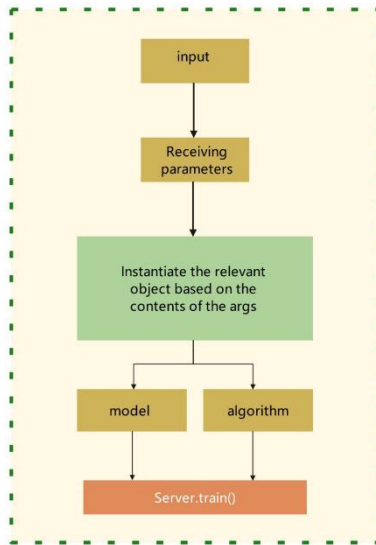 input
Receiving
parameters
Instantiate the relevant
object based on the
contents of the args
model
algorithm
Server.train()